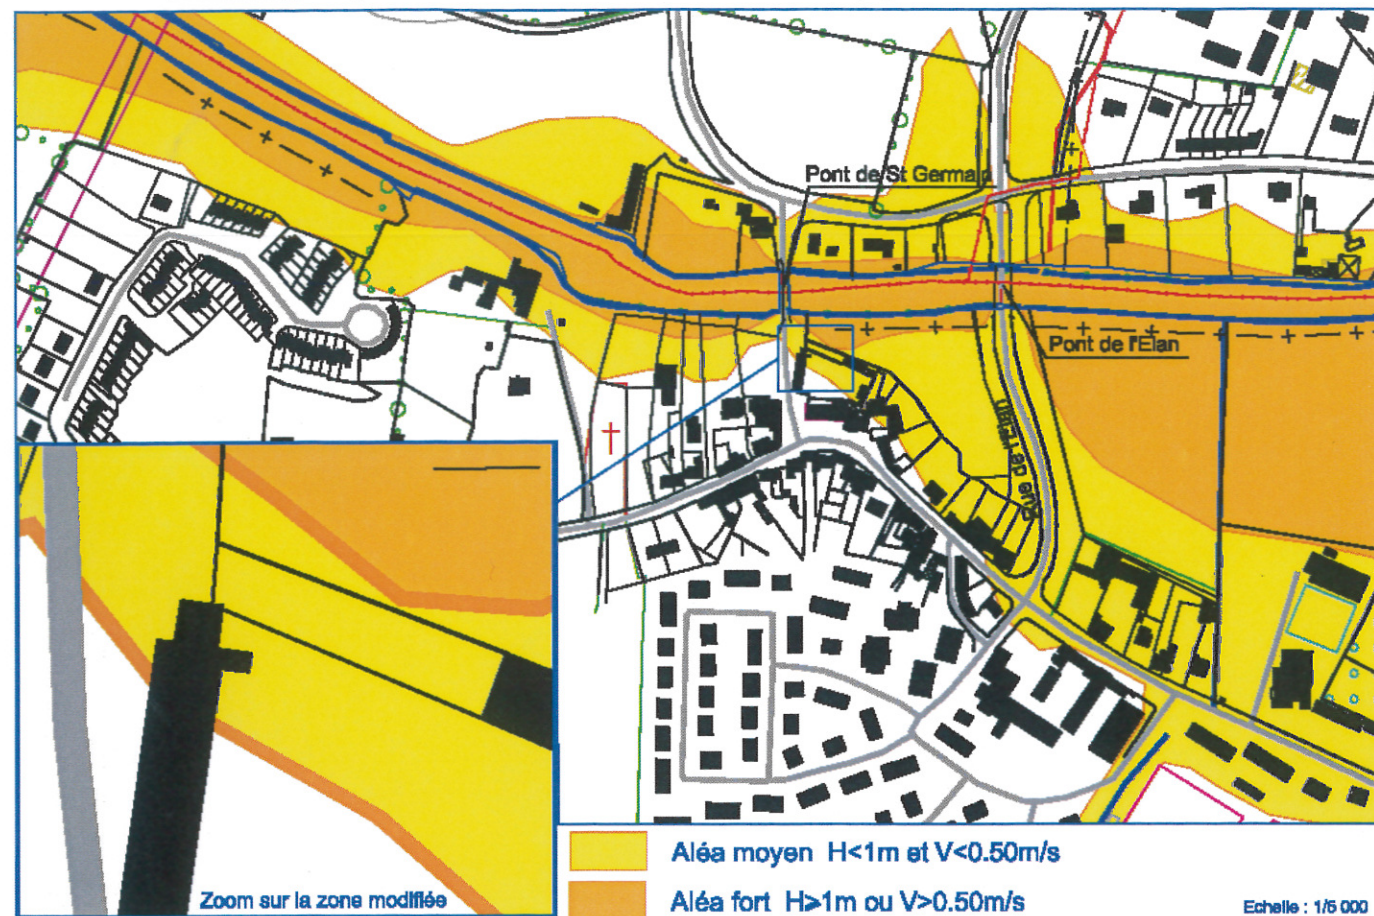 Pont de St Germain
Pont de l'Elan
Rue de l'Elan
Zoom sur la zone modifiée
Aléa moyen H<1m et V<0.50m/s
Aléa fort H>1m ou V>0.50m/s
Echelle : 1/5 000